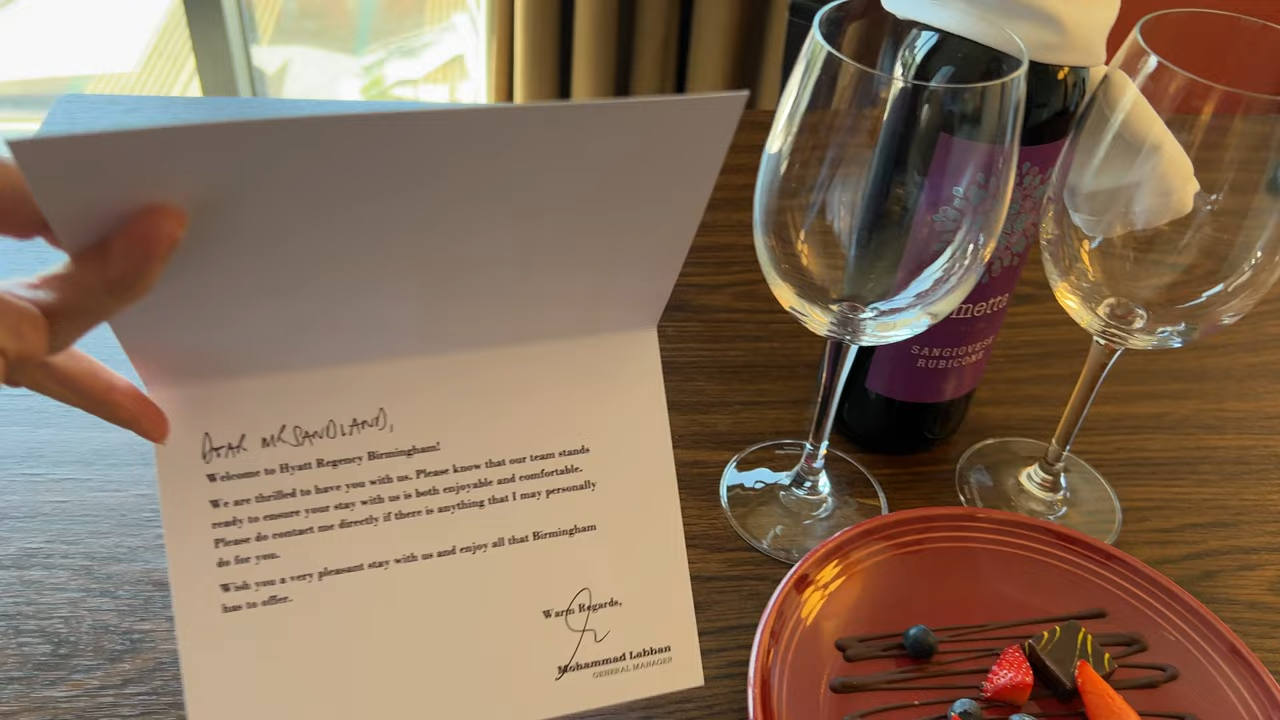 DEAR MR SANDLAND,
Welcome to Hyatt Regency Birmingham!
We are thrilled to have you with us. Please know that our team stands
ready to ensure your stay with us is both enjoyable and comfortable.
Please do contact me directly if there is anything that I may personally
do for you.
Wish you a very pleasant stay with us and enjoy all that Birmingham
has to offer.
Warm Regards,
Mohammad Labban
GENERAL MANAGER
SANGIOVESE
RUBICONE